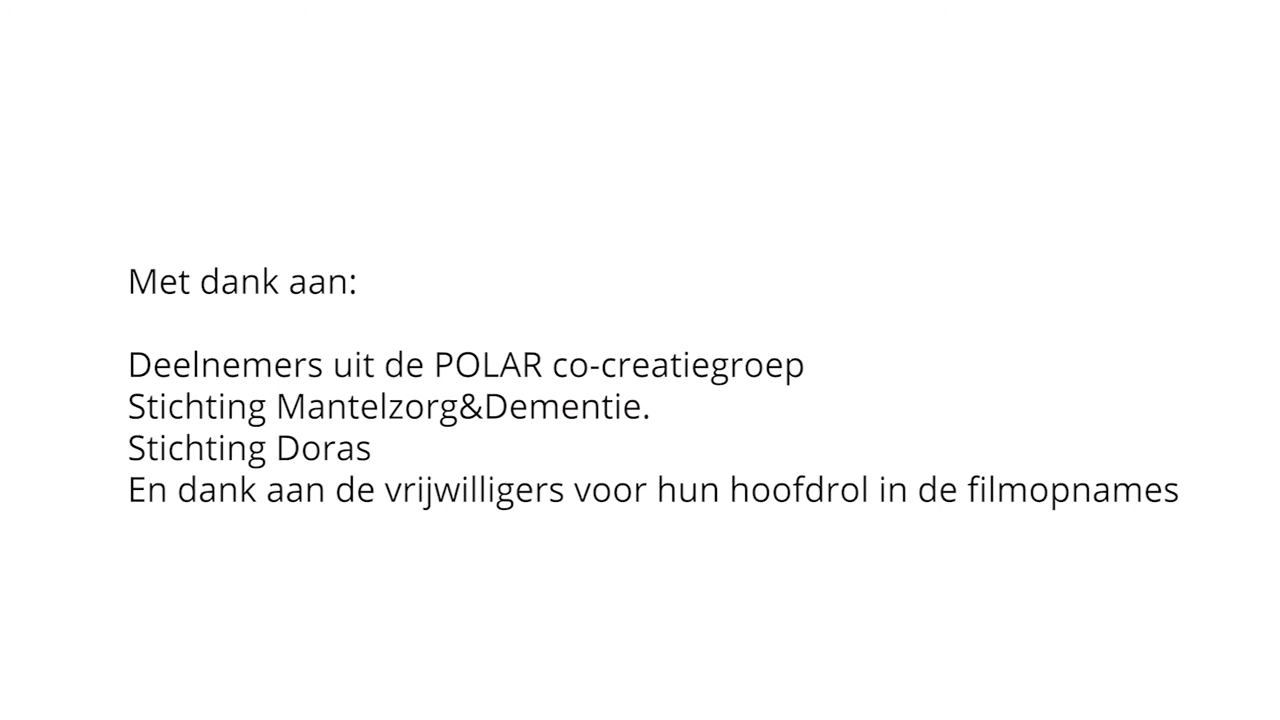 Met dank aan:
Deelnemers uit de POLAR co-creatiegroep
Stichting Mantelzorg&Dementie.
Stichting Doras
En dank aan de vrijwilligers voor hun hoofdrol in de filmopnames